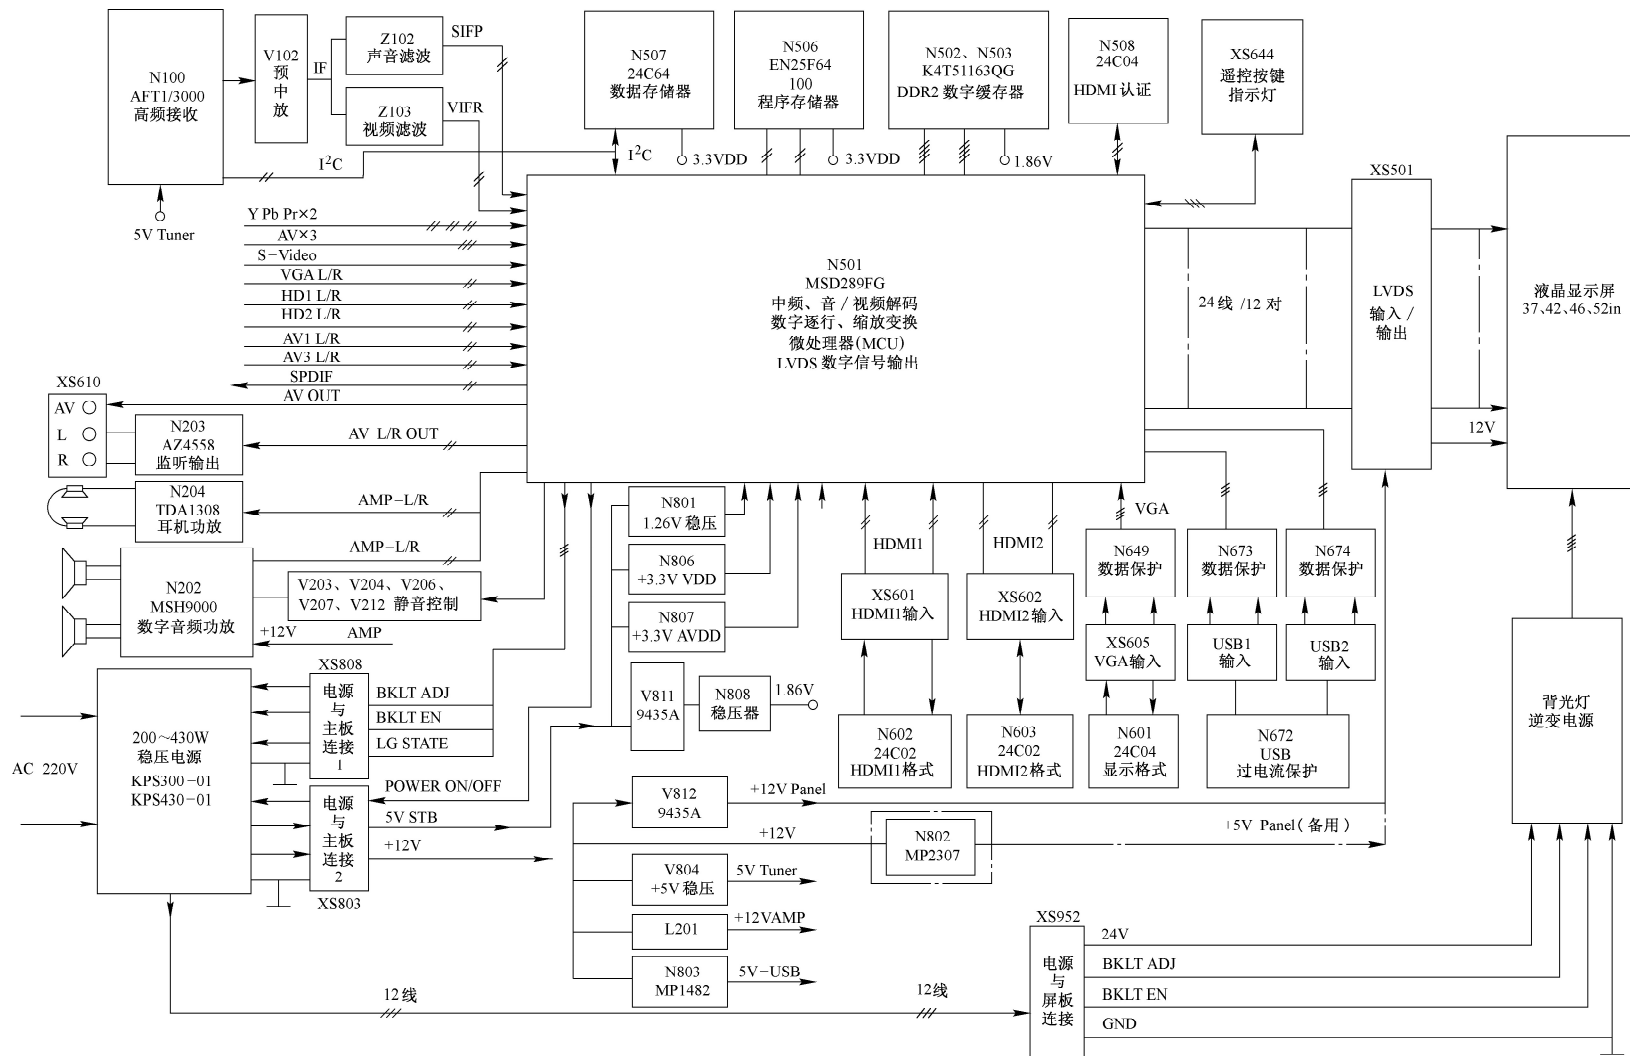 N100
AFT1/3000
高频接收
V102
预
中
放
IF
Z102
声音滤波
SIFP
Z103
视频滤波
VIFR
I²C
5V Tuner
N507
24C64
数据存储器
I²C
3.3VDD
N506
EN25F64
100
程序存储器
3.3VDD
N502、N503
K4T51163QG
DDR2 数字缓存器
1.86V
N508
24C04
HDMI 认证
XS644
遥控按键
指示灯
Y Pb Pr×2
AV×3
S-Video
VGA L/R
HD1 L/R
HD2 L/R
AV1 L/R
AV3 L/R
SPDIF
AV OUT
N501
MSD289FG
中频、音／视频解码
数字逐行、缩放变换
微处理器(MCU)
LVDS 数字信号输出
24线 /12 对
XS501
LVDS
输入 /
输出
12V
液晶显示屏
37、42、46、52in
XS610
AV
L
R
N203
AZ4558
监听输出
AV L/R OUT
N204
TDA1308
耳机功放
AMP-L/R
AMP-L/R
N202
MSH9000
数字音频功放
V203、V204、V206、
V207、V212 静音控制
+12V
AMP
N801
1.26V 稳压
N806
+3.3V VDD
N807
+3.3V AVDD
V811
9435A
N808
稳压器
1.86V
HDMI1
HDMI2
VGA
XS601
HDMI1输入
XS602
HDMI2输入
N649
数据保护
N673
数据保护
N674
数据保护
XS605
VGA输入
USB1
输入
USB2
输入
N602
24C02
HDMI1格式
N603
24C02
HDMI2格式
N601
24C04
显示格式
N672
USB
过电流保护
AC 220V
200～430W
稳压电源
KPS300-01
KPS430-01
XS808
电源
与
主板
连接
1
BKLT ADJ
BKLT EN
LG STATE
POWER ON/OFF
电源
与
主板
连接
2
XS803
5V STB
+12V
V812
9435A
+12V Panel
+12V
N802
MP2307
+5V Panel（备用）
V804
+5V 稳压
5V Tuner
L201
+12VAMP
N803
MP1482
5V-USB
背光灯
逆变电源
12线
12线
XS952
电源
与
屏板
连接
24V
BKLT ADJ
BKLT EN
GND